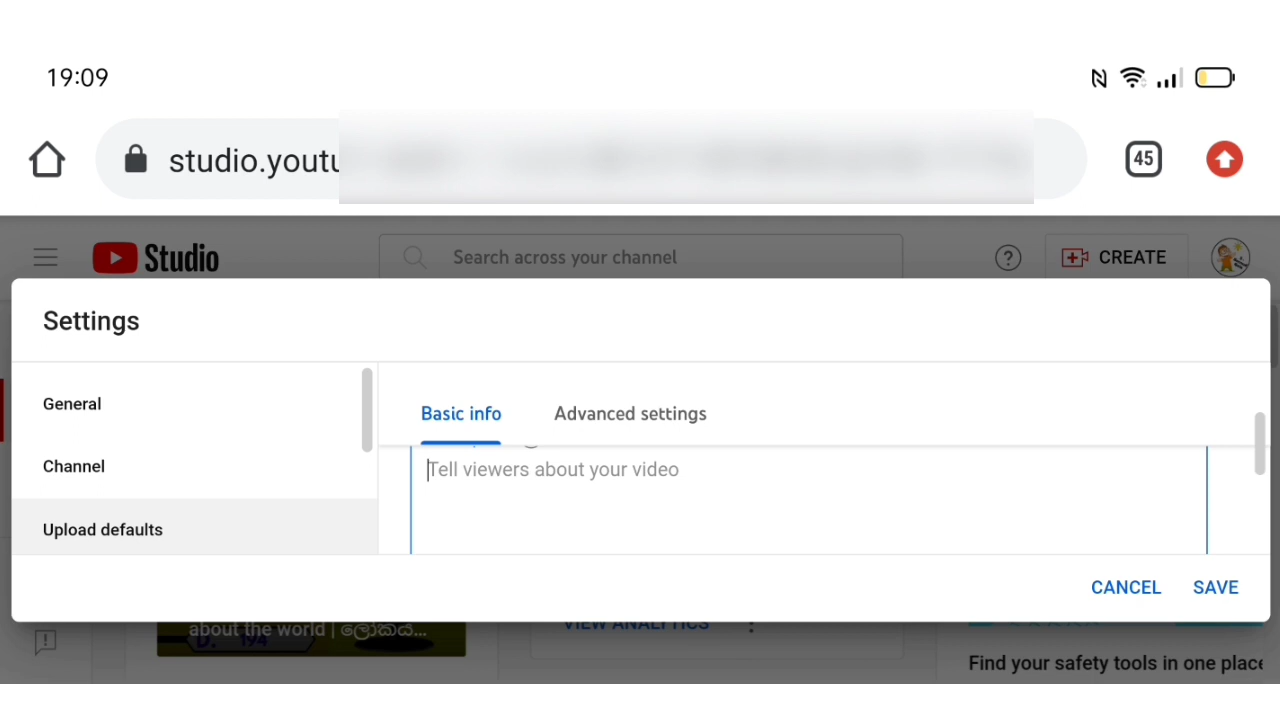 19:09
studio.youtu
45
Studio
Search across your channel
?
CREATE
Settings
General
Channel
Upload defaults
Basic info
Advanced settings
Tell viewers about your video
CANCEL
SAVE
about the world | ලෝකය...
D. 194
VIEW ANALYTICS
Find your safety tools in one place